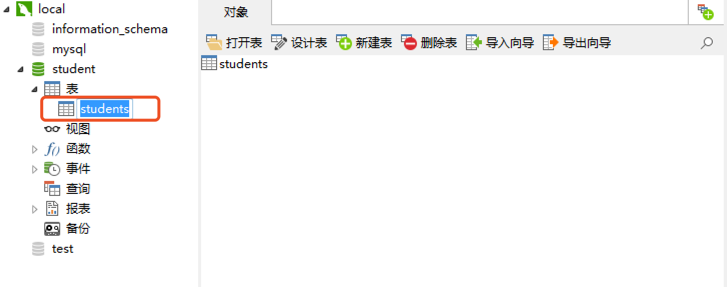 local
information_schema
mysql
student
表
students
视图
f() 函数
事件
查询
报表
备份
test
对象
打开表 设计表 新建表 删除表 导入向导 导出向导
students